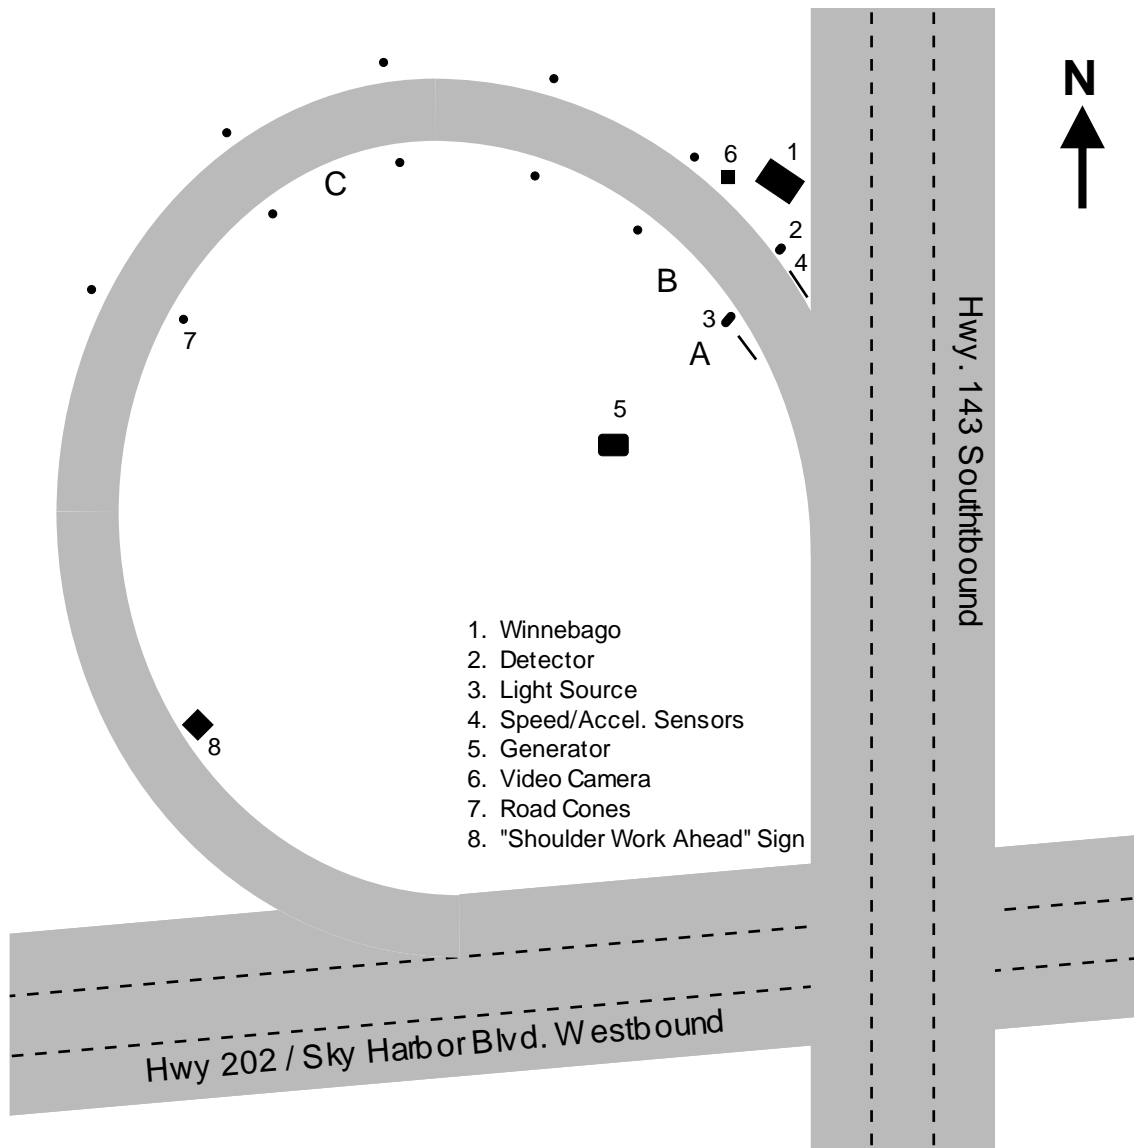 N
6
1
C
2
4
B
3
7
A
5
Hwy. 143 Southtbound
1. Winnebago
2. Detector
3. Light Source
4. Speed/Accel. Sensors
5. Generator
6. Video Camera
7. Road Cones
8. "Shoulder Work Ahead" Sign
8
Hwy 202 / Sky Harbor Blvd. Westbound